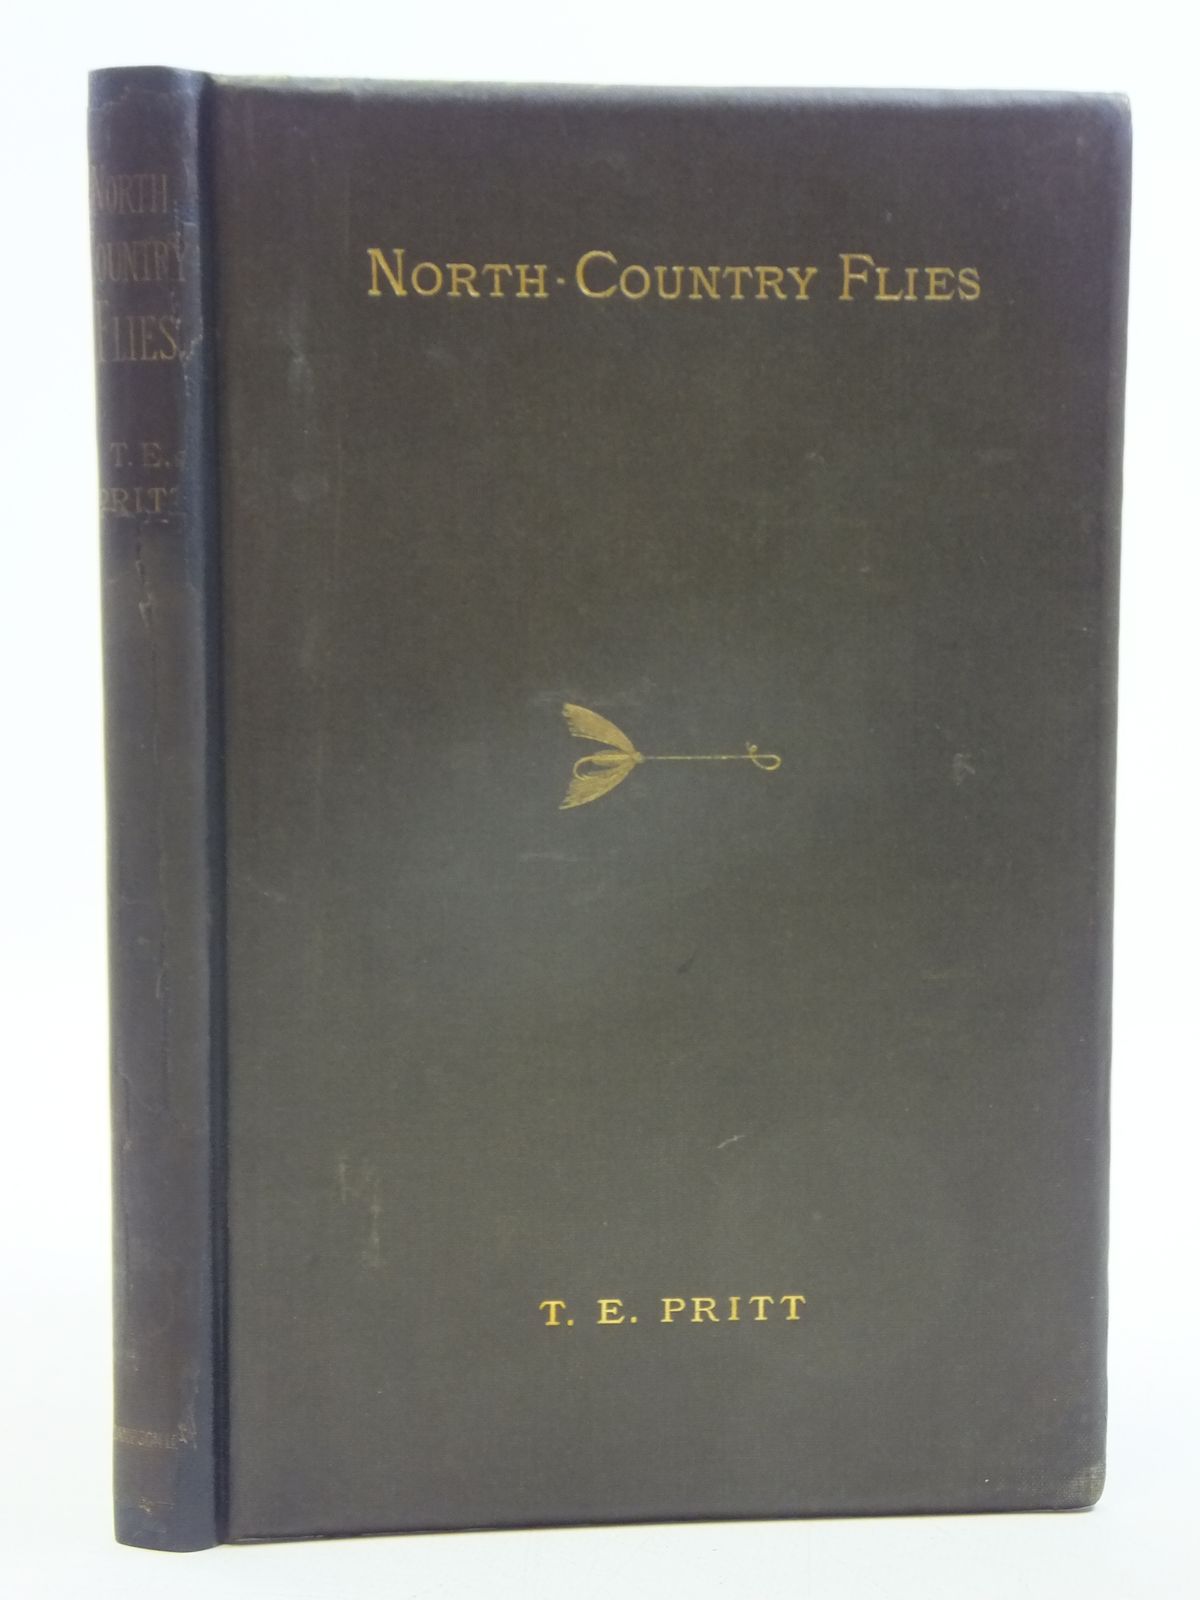 NORTH
COUNTRY
FLIES.
T. E.
PRITT
NORTH-COUNTRY FLIES
T. E. PRITT